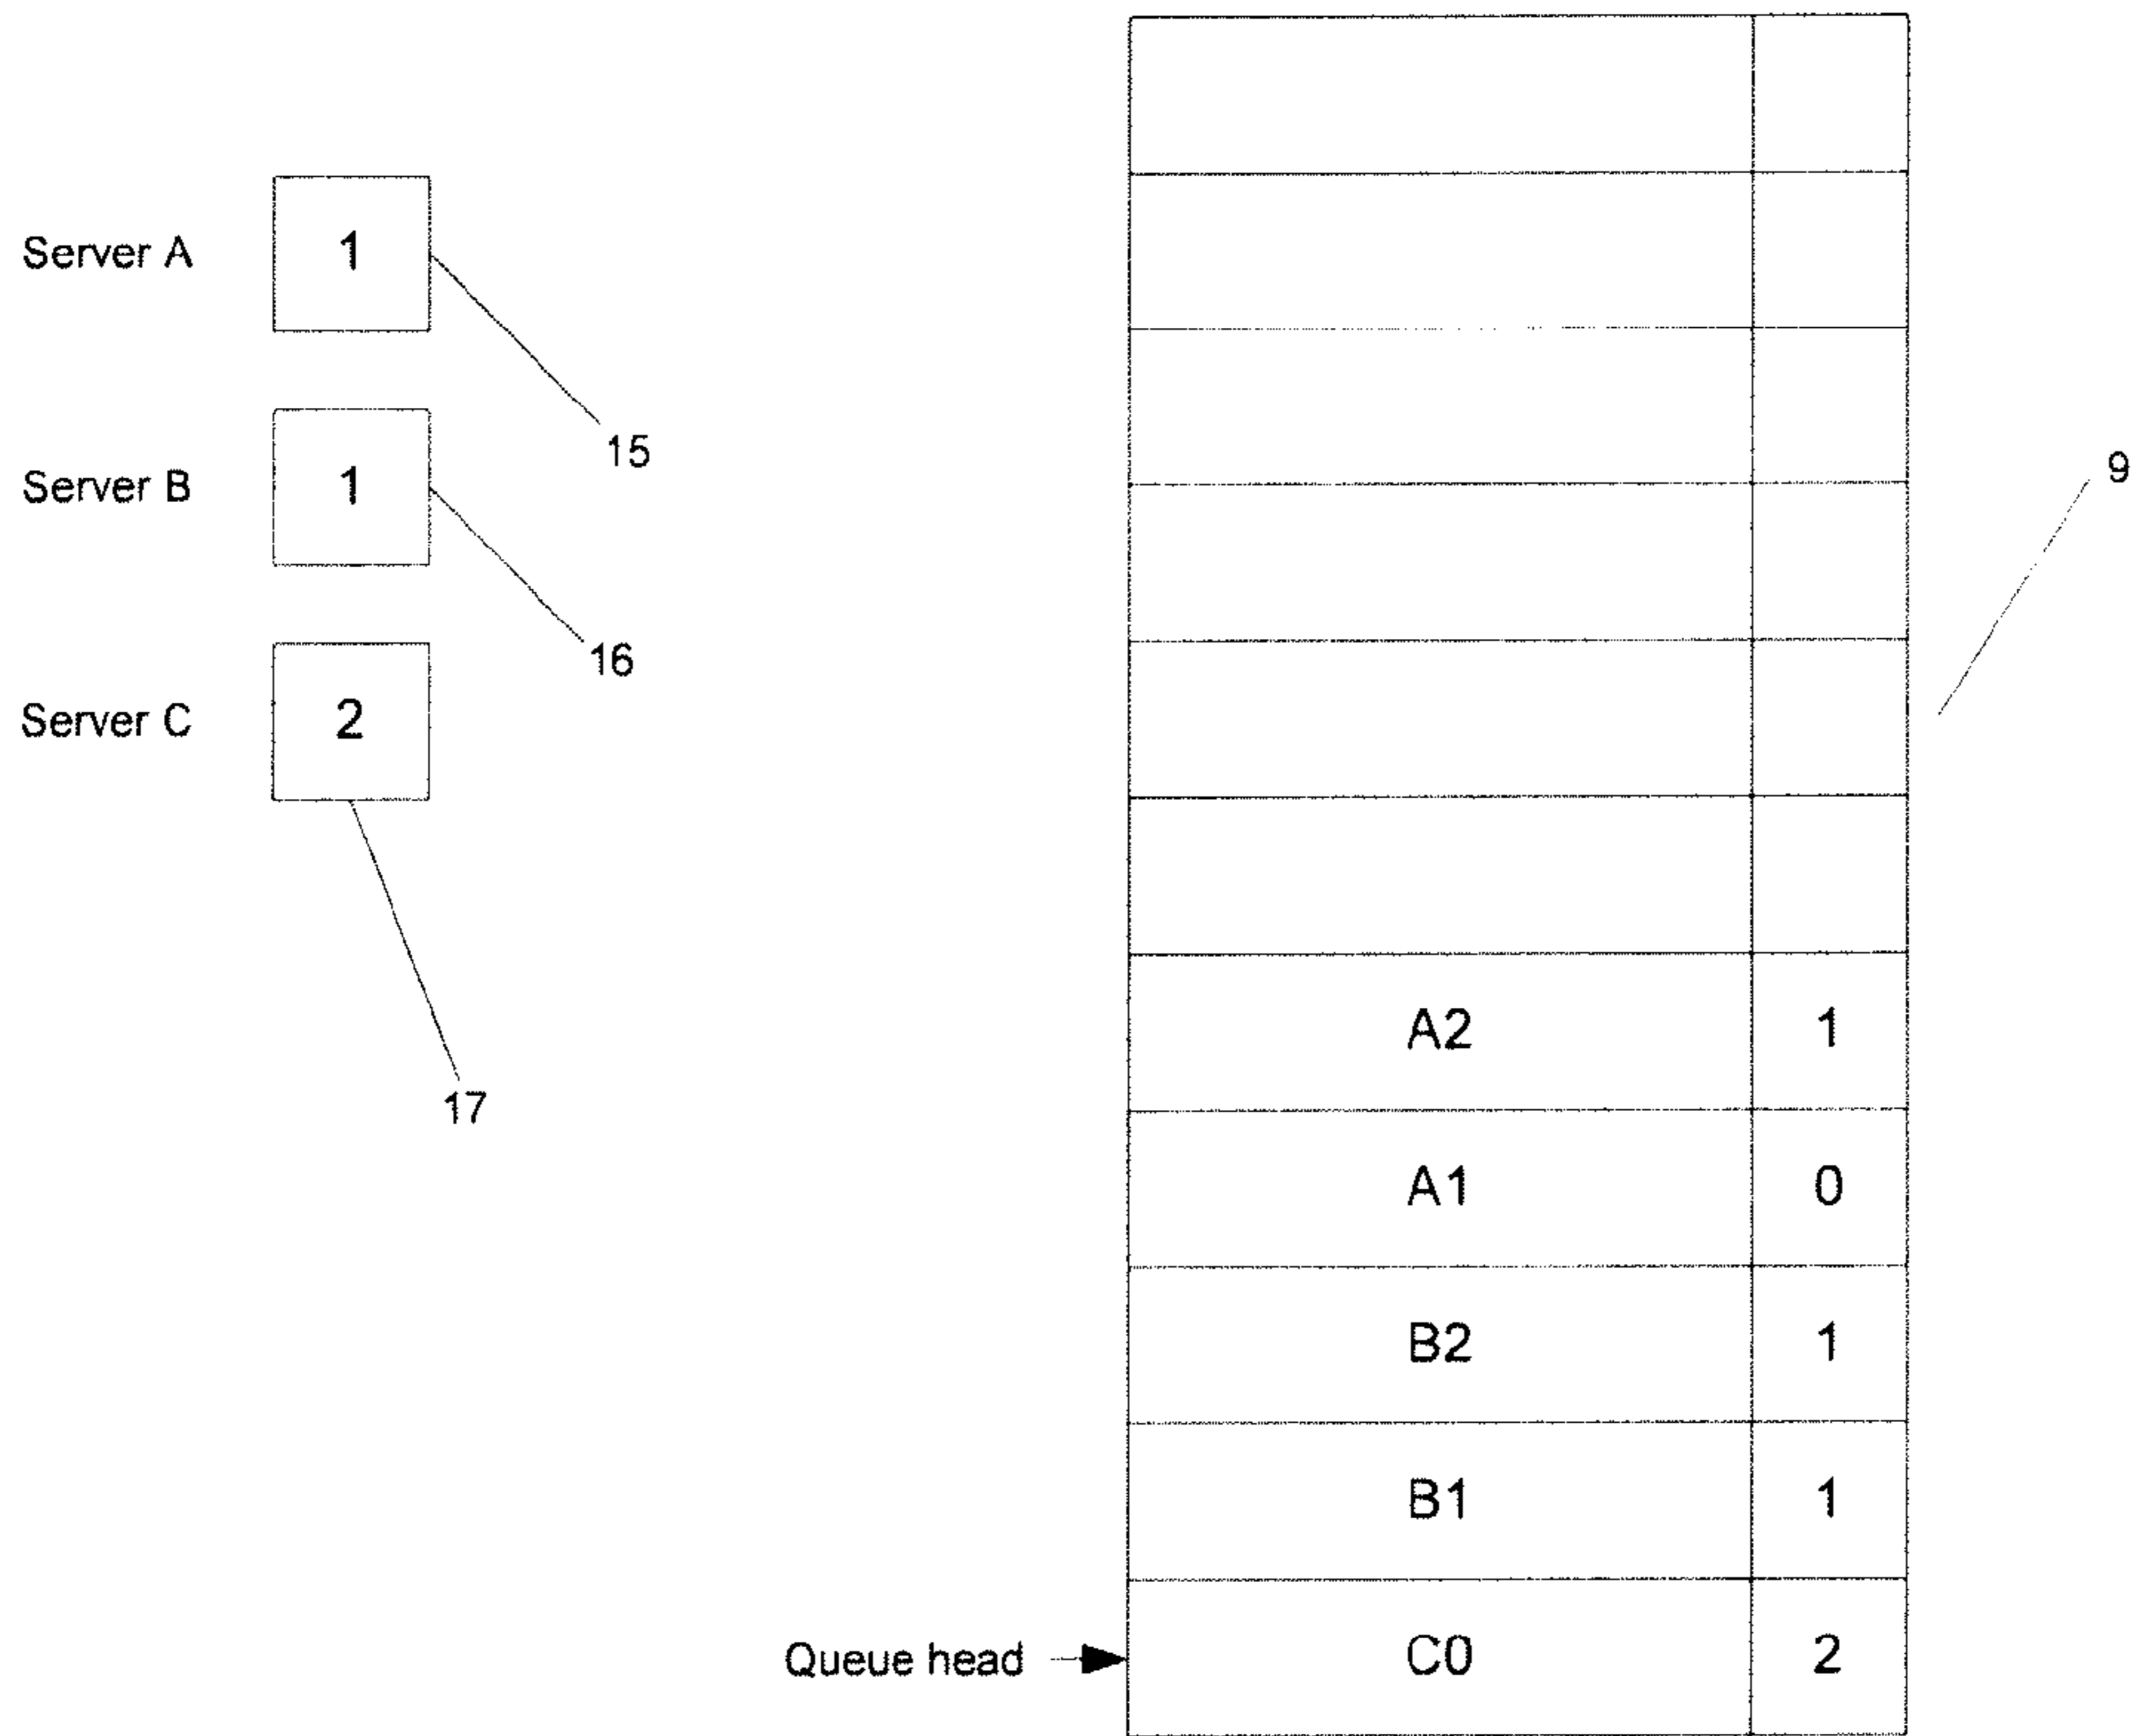 Server A 1
15
Server B 1
16
Server C 2
17
9
A2 1
A1 0
B2 1
B1 1
Queue head C0 2